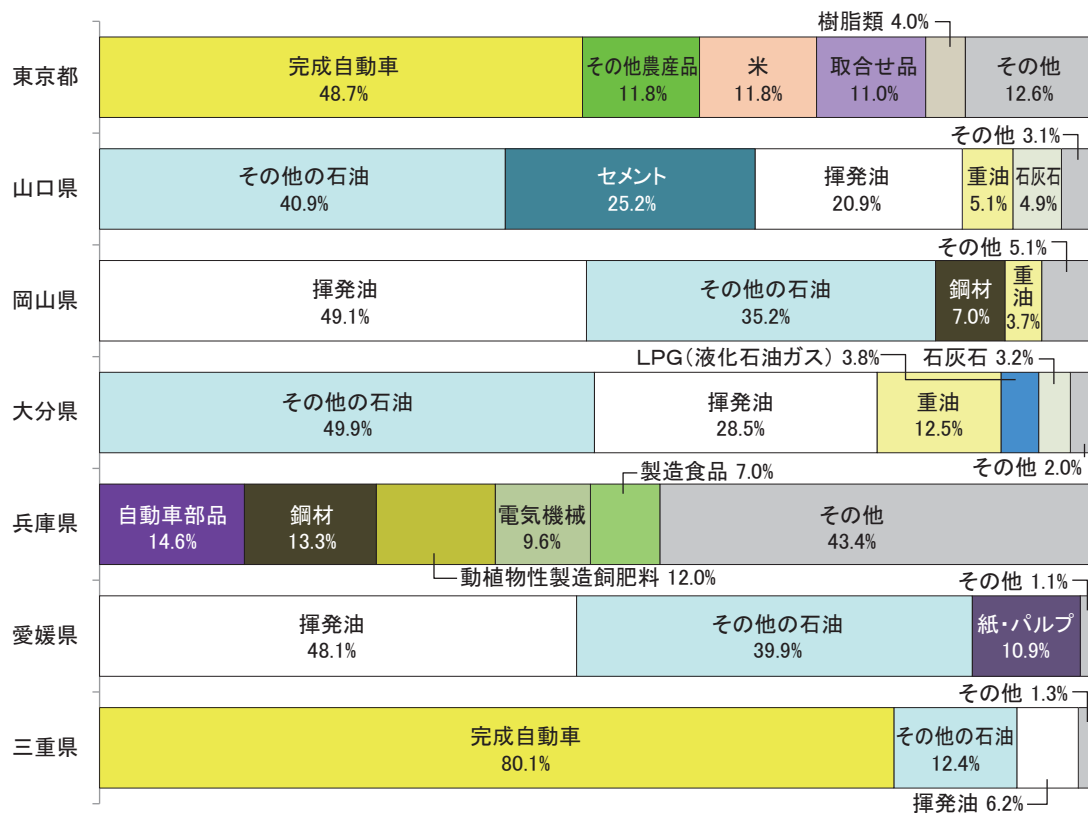 樹脂類 4.0%
東京都
完成自動車
48.7%
その他農産品
11.8%
米
11.8%
取合せ品
11.0%
その他
12.6%
その他 3.1%
山口県
その他の石油
40.9%
セメント
25.2%
揮発油
20.9%
重油
5.1%
石灰石
4.9%
その他 5.1%
岡山県
揮発油
49.1%
その他の石油
35.2%
鋼材
7.0%
重
油
3.7%
LPG(液化石油ガス) 3.8%
石灰石 3.2%
大分県
その他の石油
49.9%
揮発油
28.5%
重油
12.5%
その他 2.0%
製造食品 7.0%
兵庫県
自動車部品
14.6%
鋼材
13.3%
電気機械
9.6%
その他
43.4%
動植物性製造飼肥料 12.0%
その他 1.1%
愛媛県
揮発油
48.1%
その他の石油
39.9%
紙・パルプ
10.9%
その他 1.3%
三重県
完成自動車
80.1%
その他の石油
12.4%
揮発油 6.2%